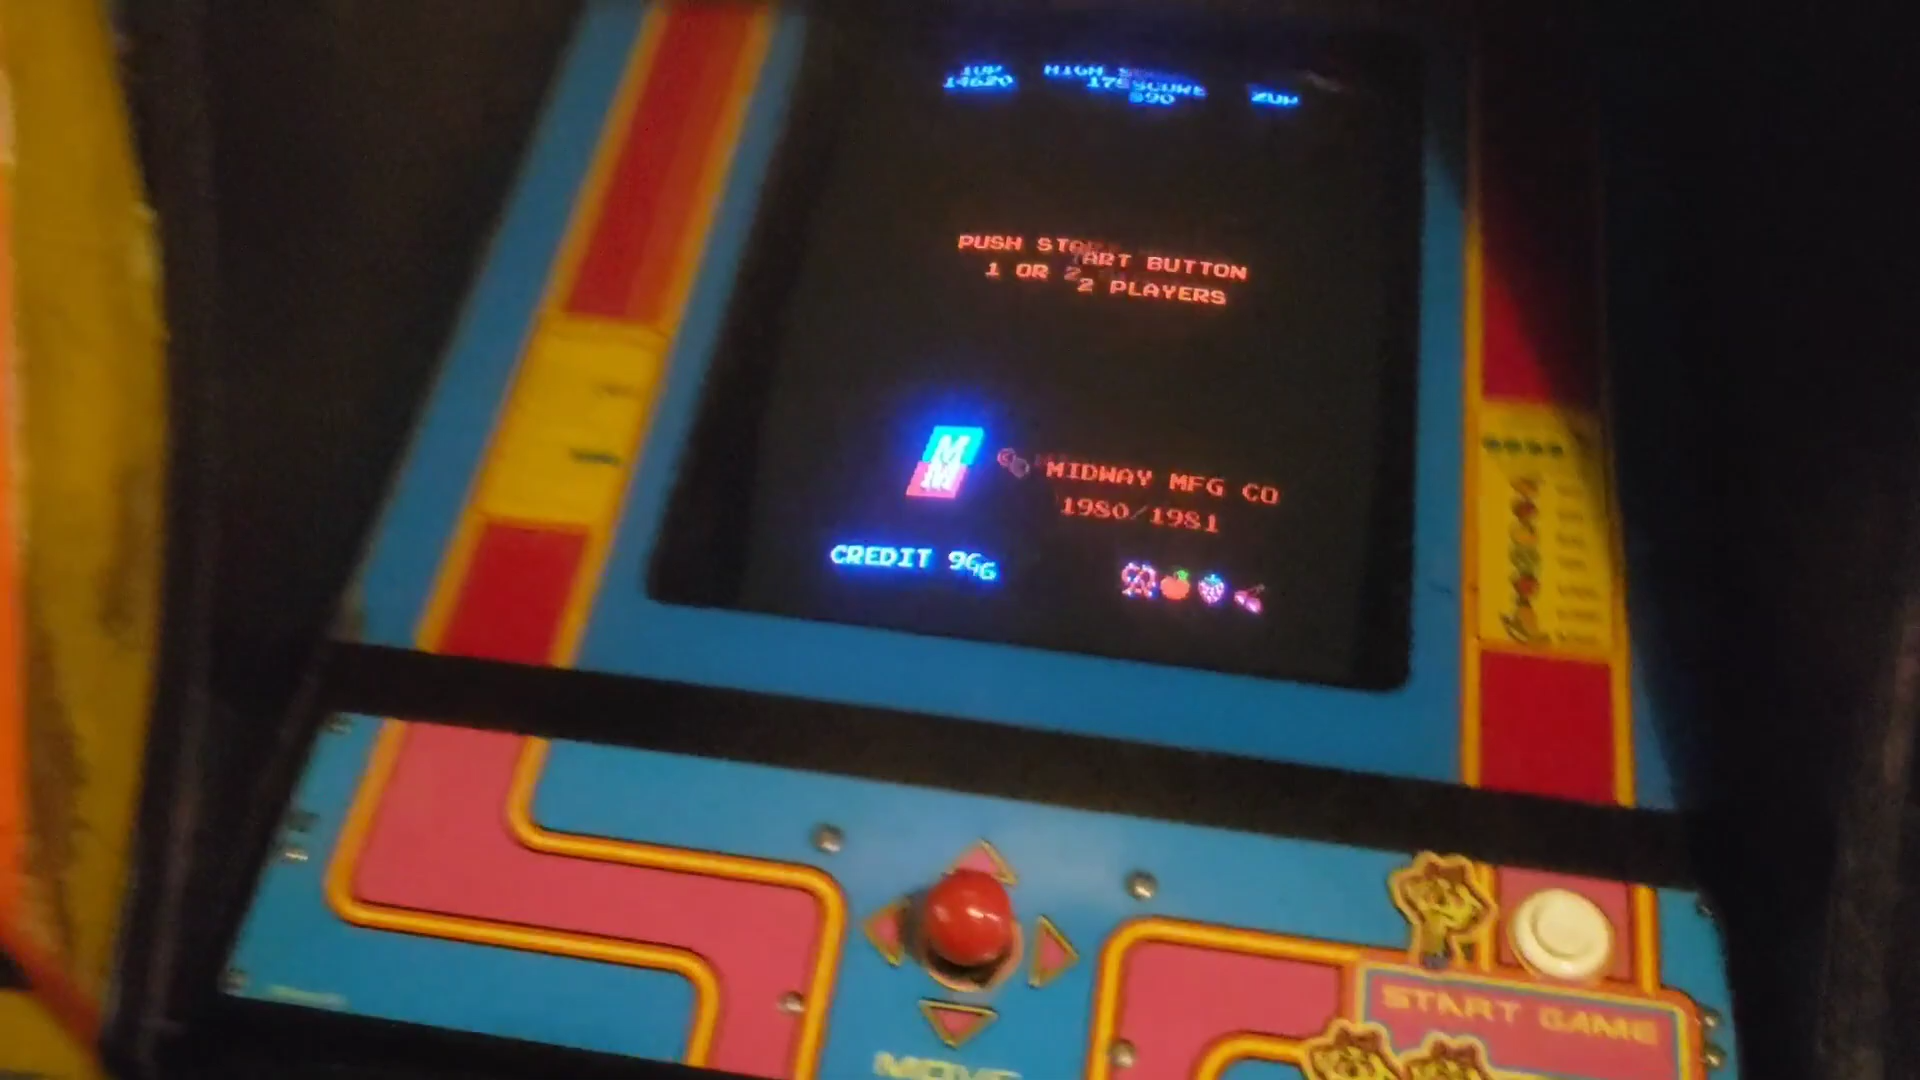 1UP HIGH SCORE 2UP
14620
PUSH START BUTTON
1 OR 2 PLAYERS
M
M
© MIDWAY MFG CO
1980/1981
CREDIT
START GAME
MOVE